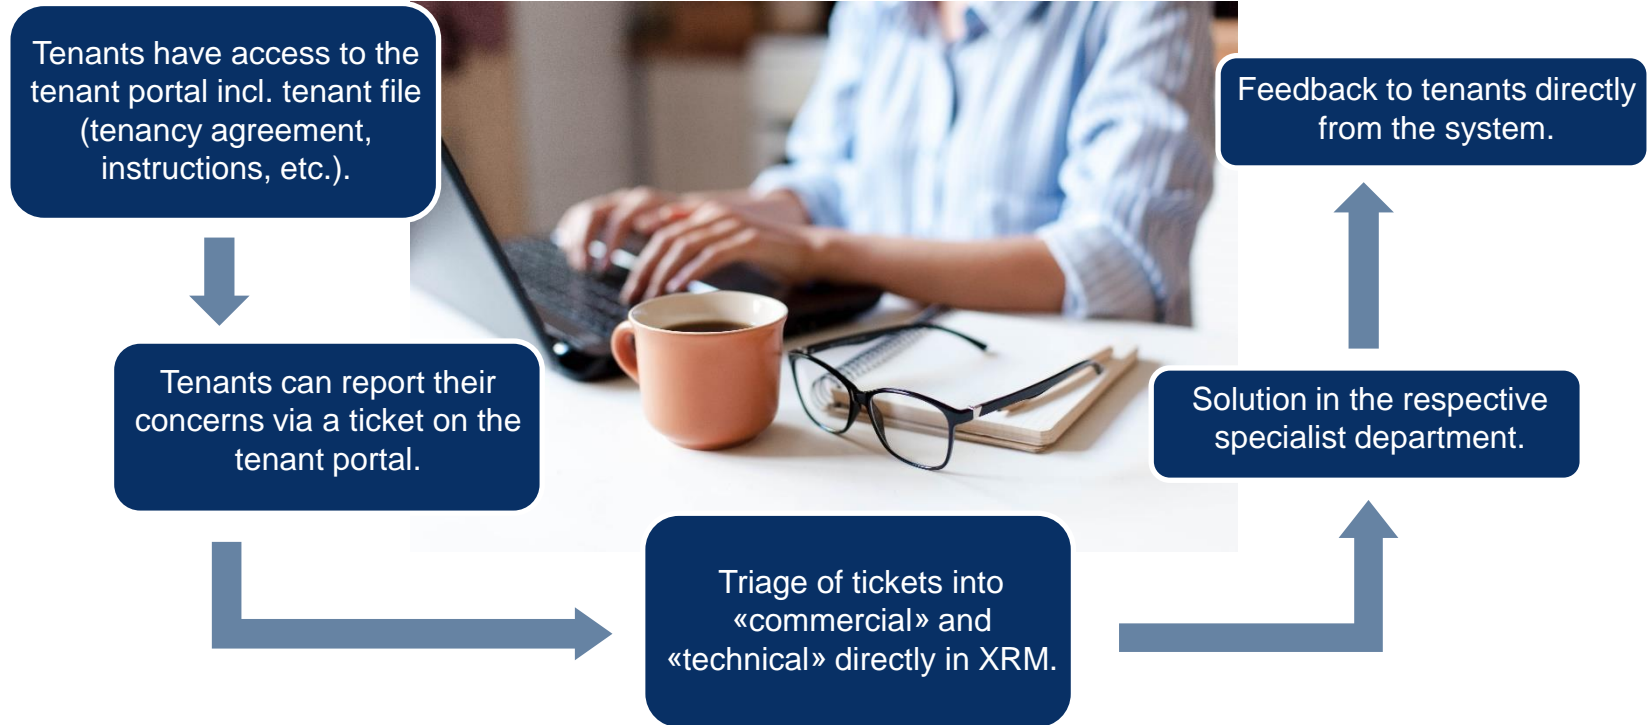 Tenants have access to the
tenant portal incl. tenant file
(tenancy agreement,
instructions, etc.).
Tenants can report their
concerns via a ticket on the
tenant portal.
Triage of tickets into
«commercial» and
«technical» directly in XRM.
Solution in the respective
specialist department.
Feedback to tenants directly
from the system.